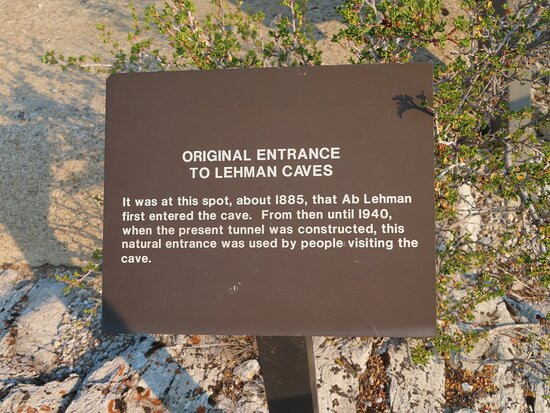 ORIGINAL ENTRANCE
TO LEHMAN CAVES
It was at this spot, about 1885, that Ab Lehman
first entered the cave. From then until 1940,
when the present tunnel was constructed, this
natural entrance was used by people visiting the
cave.